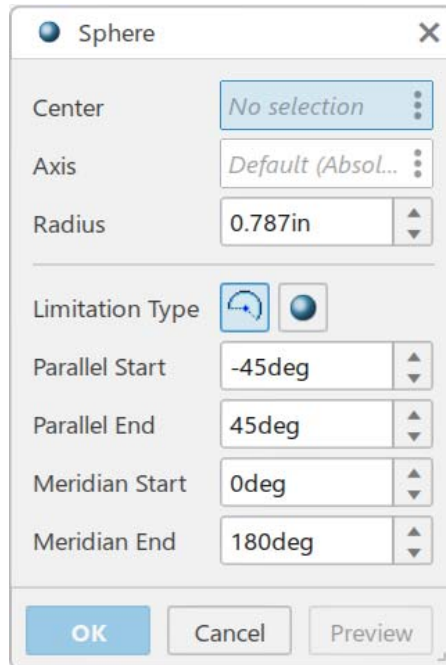 Sphere
Center No selection
Axis Default (Absol...
Radius 0.787in
Limitation Type
Parallel Start -45deg
Parallel End 45deg
Meridian Start 0deg
Meridian End 180deg
OK Cancel Preview